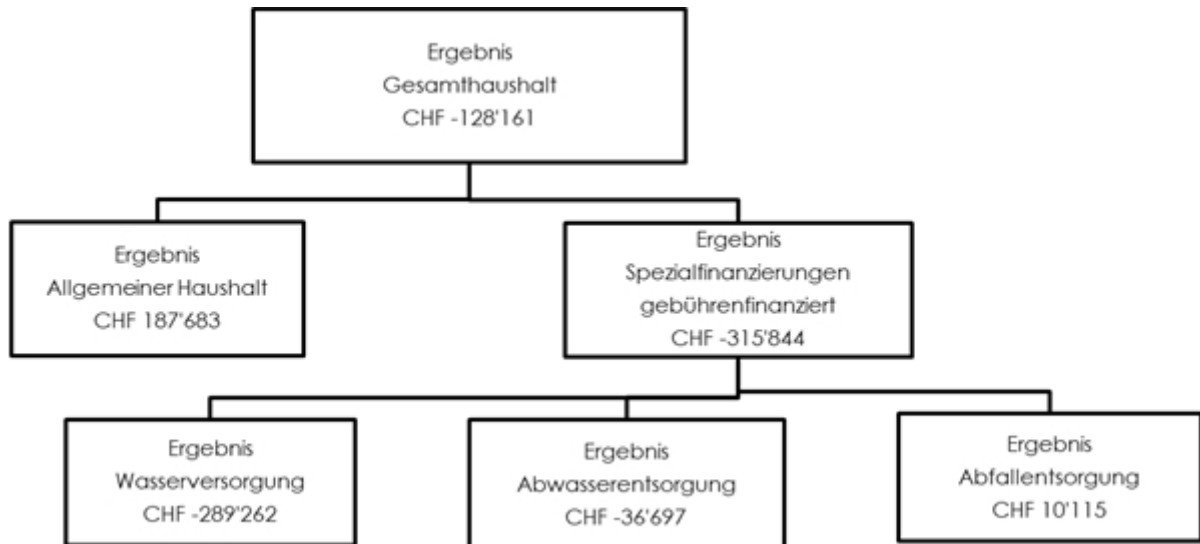 Ergebnis
Gesamthaushalt
CHF -128'161
Ergebnis
Allgemeiner Haushalt
CHF 187'683
Ergebnis
Spezialfinanzierungen
gebührenfinanziert
CHF -315'844
Ergebnis
Wasserversorgung
CHF -289'262
Ergebnis
Abwasserentsorgung
CHF -36'697
Ergebnis
Abfallentsorgung
CHF 10'115